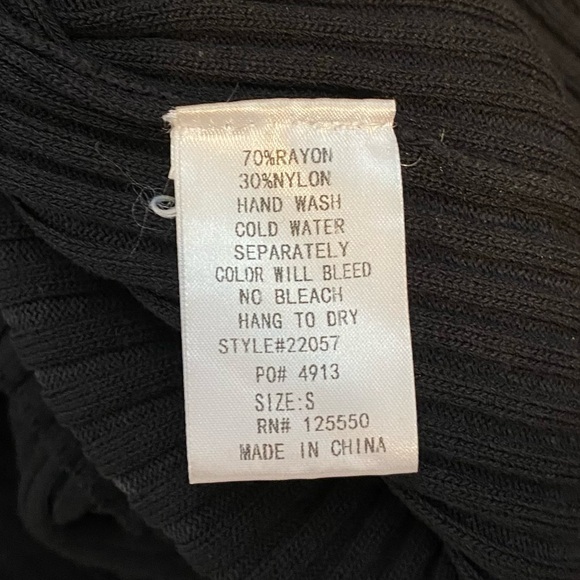 70%RAYON
30%NYLON
HAND WASH
COLD WATER
SEPARATELY
COLOR WILL BLEED
NO BLEACH
HANG TO DRY
STYLE#22057
PO# 4913
SIZE:S
RN# 125550
MADE IN CHINA